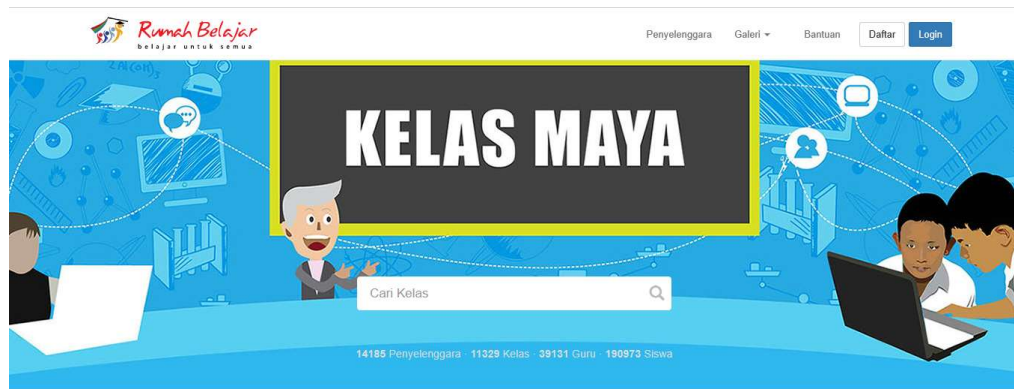 Rumah Belajar
belajar untuk semua
Penyelenggara Galeri Bantuan Daftar Login
KELAS MAYA
Cari Kelas
14185 Penyelenggara · 11329 Kelas · 39131 Guru · 190973 Siswa